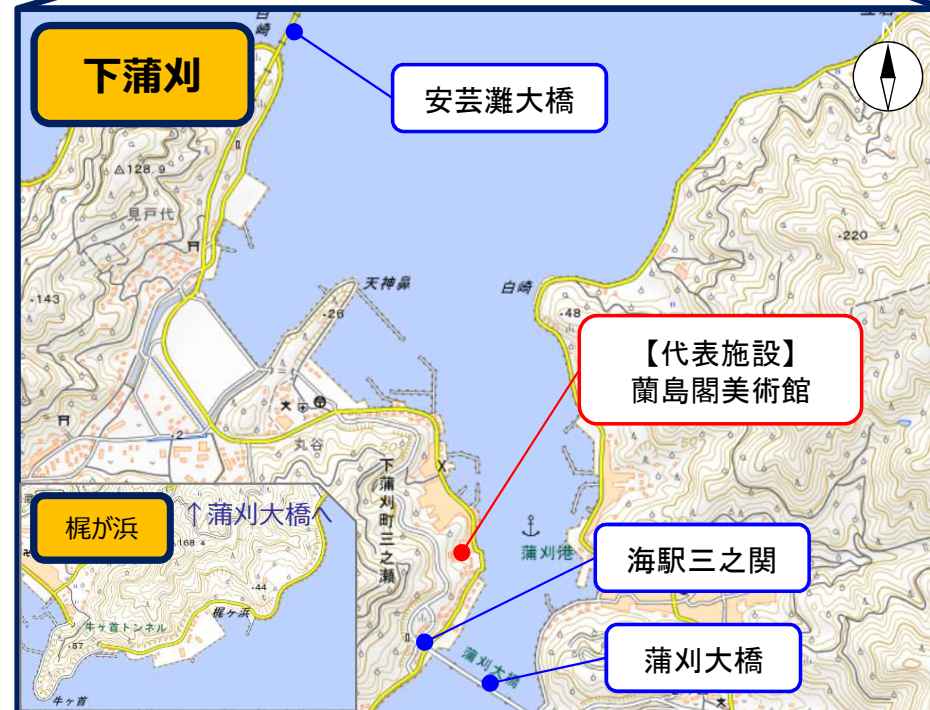 下蒲刈
安芸灘大橋
N
白崎
128.9
見戸代
143
天神鼻
26
白崎
48
220
【代表施設】
蘭島閣美術館
2
丸谷
50
下蒲刈町三之瀬
蒲刈港
海駅三之関
蒲刈大橋
蒲刈大橋
梶が浜
↑蒲刈大橋へ
168.4
44
梶ヶ浜
牛ヶ首トンネル
57
牛ヶ首